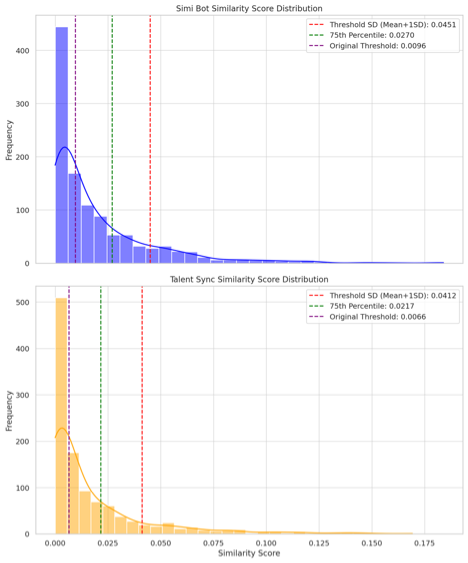 Simi Bot Similarity Score Distribution
Threshold SD (Mean+1SD): 0.0451
75th Percentile: 0.0270
Original Threshold: 0.0096
Frequency
400
300
200
100
0
Talent Sync Similarity Score Distribution
Threshold SD (Mean+1SD): 0.0412
75th Percentile: 0.0217
Original Threshold: 0.0066
Frequency
500
400
300
200
100
0
0.000 0.025 0.050 0.075 0.100 0.125 0.150 0.175
Similarity Score